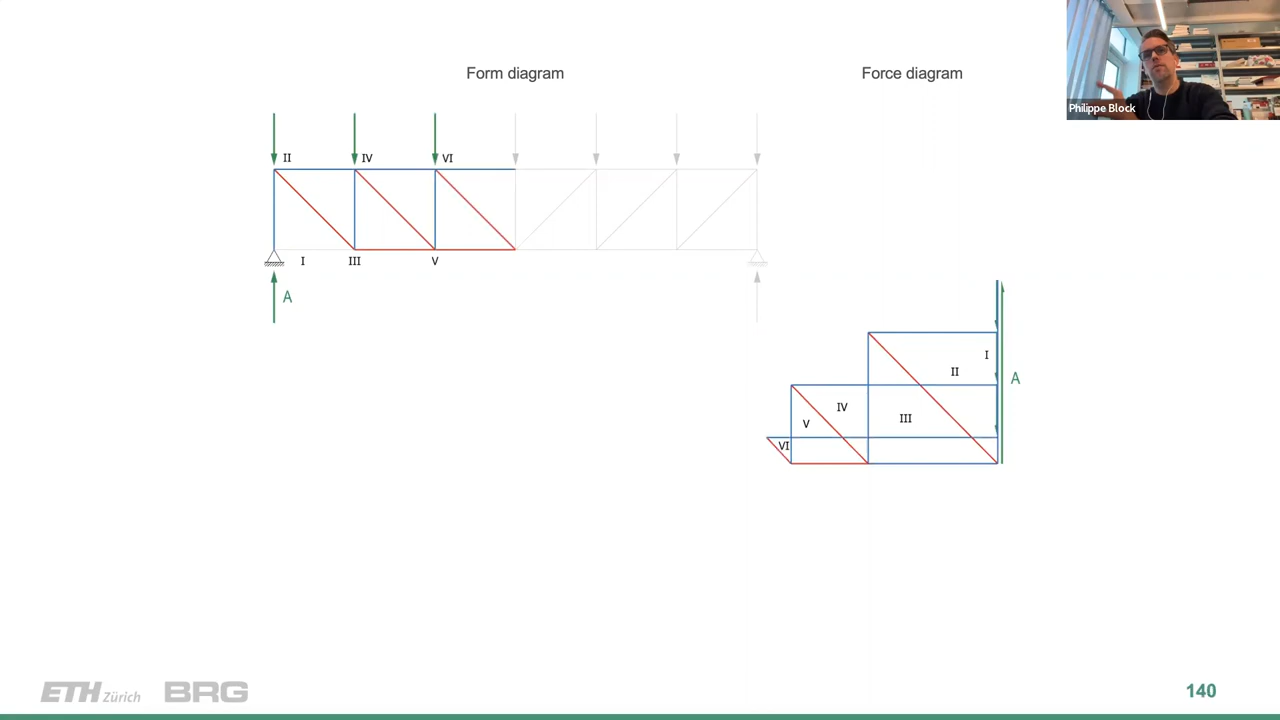 Form diagram
Force diagram
Philippe Block
II
IV
VI
I
III
V
A
I
II
A
IV
III
V
VI
ETH Zürich
BRG
140